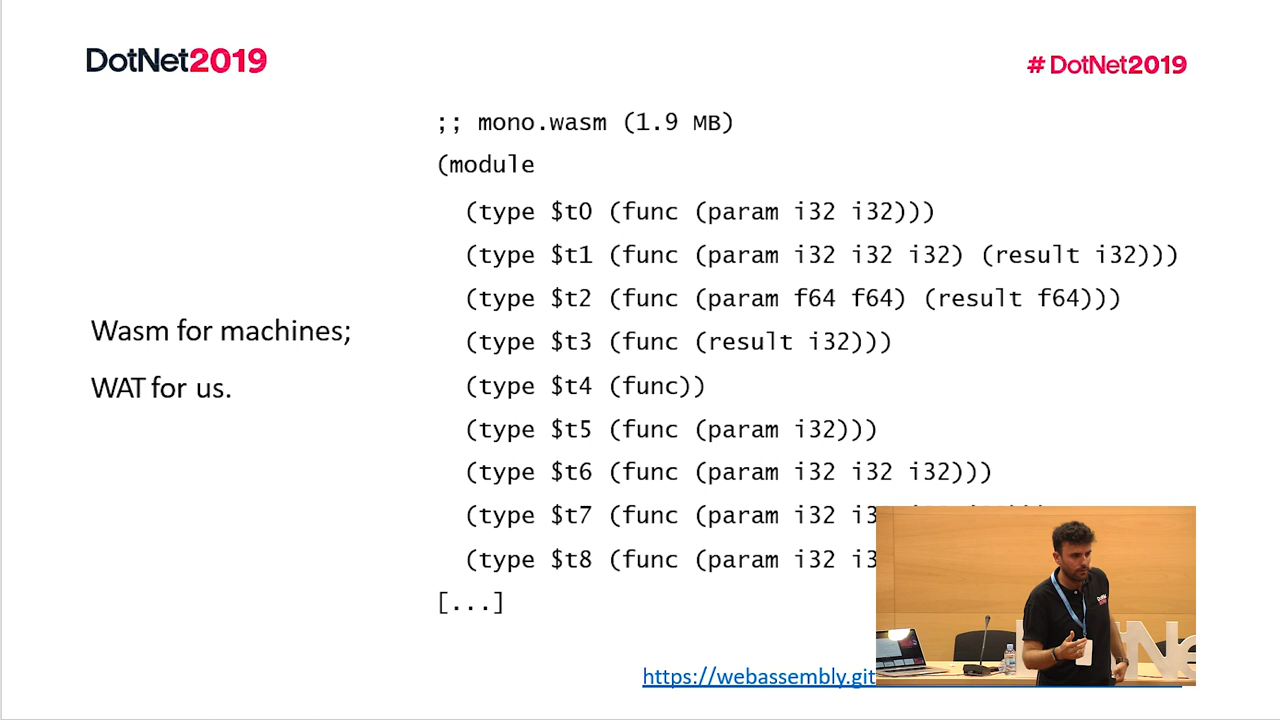 DotNet2019
# DotNet2019
;; mono.wasm (1.9 MB)
(module
(type $t0 (func (param i32 i32)))
(type $t1 (func (param i32 i32 i32) (result i32)))
(type $t2 (func (param f64 f64) (result f64)))
(type $t3 (func (result i32)))
(type $t4 (func))
(type $t5 (func (param i32)))
(type $t6 (func (param i32 i32 i32)))
(type $t7 (func (param i32
(type $t8 (func (param i32
[...]
Wasm for machines;
WAT for us.
https://webassembly.git
DotNet